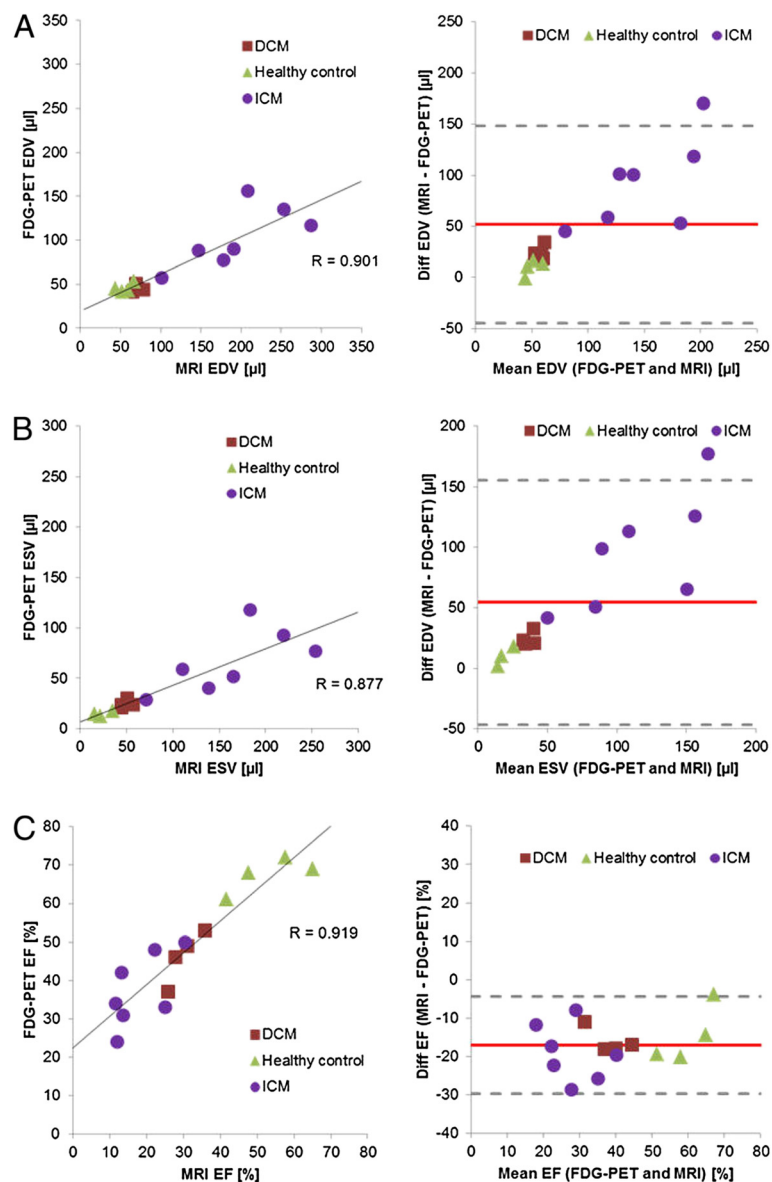 A
FDG-PET EDV [µl]
350
300
250
200
150
100
50
0
0 50 100 150 200 250 300 350
MRI EDV [µl]
DCM
Healthy control
ICM
R = 0.901
Diff EDV (MRI - FDG-PET) [µl]
250
200
150
100
50
0
-50
0 50 100 150 200 250
Mean EDV (FDG-PET and MRI) [µl]
DCM Healthy control ICM
B
FDG-PET ESV [µl]
300
250
200
150
100
50
0
0 50 100 150 200 250 300
MRI ESV [µl]
DCM
Healthy control
ICM
R = 0.877
Diff EDV (MRI - FDG-PET) [µl]
200
150
100
50
0
-50
0 50 100 150 200
Mean ESV (FDG-PET and MRI) [µl]
DCM Healthy control ICM
C
FDG-PET EF [%]
80
70
60
50
40
30
20
10
0
0 10 20 30 40 50 60 70 80
MRI EF [%]
R = 0.919
DCM
Healthy control
ICM
Diff EF (MRI - FDG-PET) [%]
40
30
20
10
0
-10
-20
-30
-40
0 10 20 30 40 50 60 70 80
Mean EF (FDG-PET and MRI) [%]
DCM Healthy control ICM